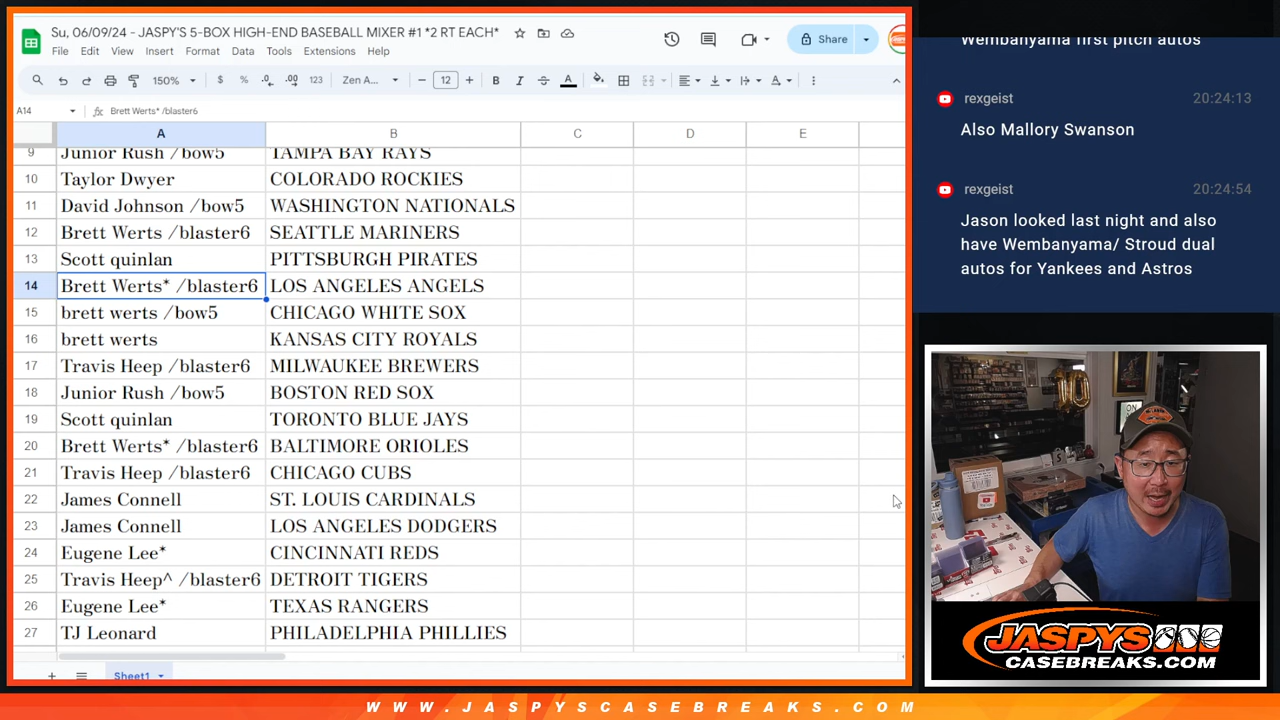 Su, 06/09/24 - JASPY'S 5-BOX HIGH-END BASEBALL MIXER #1 *2 RT EACH*
File Edit View Insert Format Data Tools Extensions Help
Share
150% $ % .0 .00 123 Zen A... 12 B I A A
A14 fx Brett Werts* /blaster6
A B C D E
9 Junior Rush /bow5 TAMPA BAY RAYS
10 Taylor Dwyer COLORADO ROCKIES
11 David Johnson /bow5 WASHINGTON NATIONALS
12 Brett Werts /blaster6 SEATTLE MARINERS
13 Scott quinlan PITTSBURGH PIRATES
14 Brett Werts* /blaster6 LOS ANGELES ANGELS
15 brett werts /bow5 CHICAGO WHITE SOX
16 brett werts KANSAS CITY ROYALS
17 Travis Heep /blaster6 MILWAUKEE BREWERS
18 Junior Rush /bow5 BOSTON RED SOX
19 Scott quinlan TORONTO BLUE JAYS
20 Brett Werts* /blaster6 BALTIMORE ORIOLES
21 Travis Heep /blaster6 CHICAGO CUBS
22 James Connell ST. LOUIS CARDINALS
23 James Connell LOS ANGELES DODGERS
24 Eugene Lee* CINCINNATI REDS
25 Travis Heep^ /blaster6 DETROIT TIGERS
26 Eugene Lee* TEXAS RANGERS
27 TJ Leonard PHILADELPHIA PHILLIES
Sheet1
Wembanyama first pitch autos
rexgeist 20:24:13
Also Mallory Swanson
rexgeist 20:24:54
Jason looked last night and also
have Wembanyama/ Stroud dual
autos for Yankees and Astros
10
ON
JASPYS
CASEBREAKS.COM
WWW.JASPYSCASEBREAKS.COM